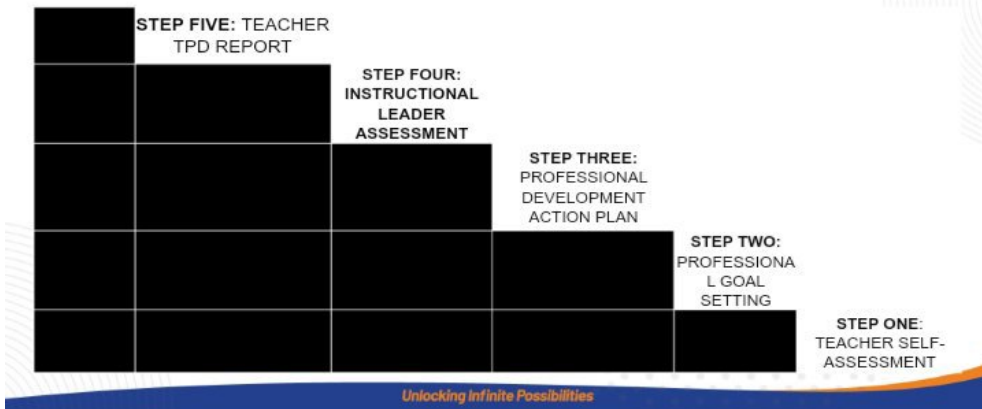 STEP FIVE: TEACHER
TPD REPORT
STEP FOUR:
INSTRUCTIONAL
LEADER
ASSESSMENT
STEP THREE:
PROFESSIONAL
DEVELOPMENT
ACTION PLAN
STEP TWO:
PROFESSIONA
L GOAL
SETTING
STEP ONE:
TEACHER SELF-
ASSESSMENT
Unlocking Infinite Possibilities